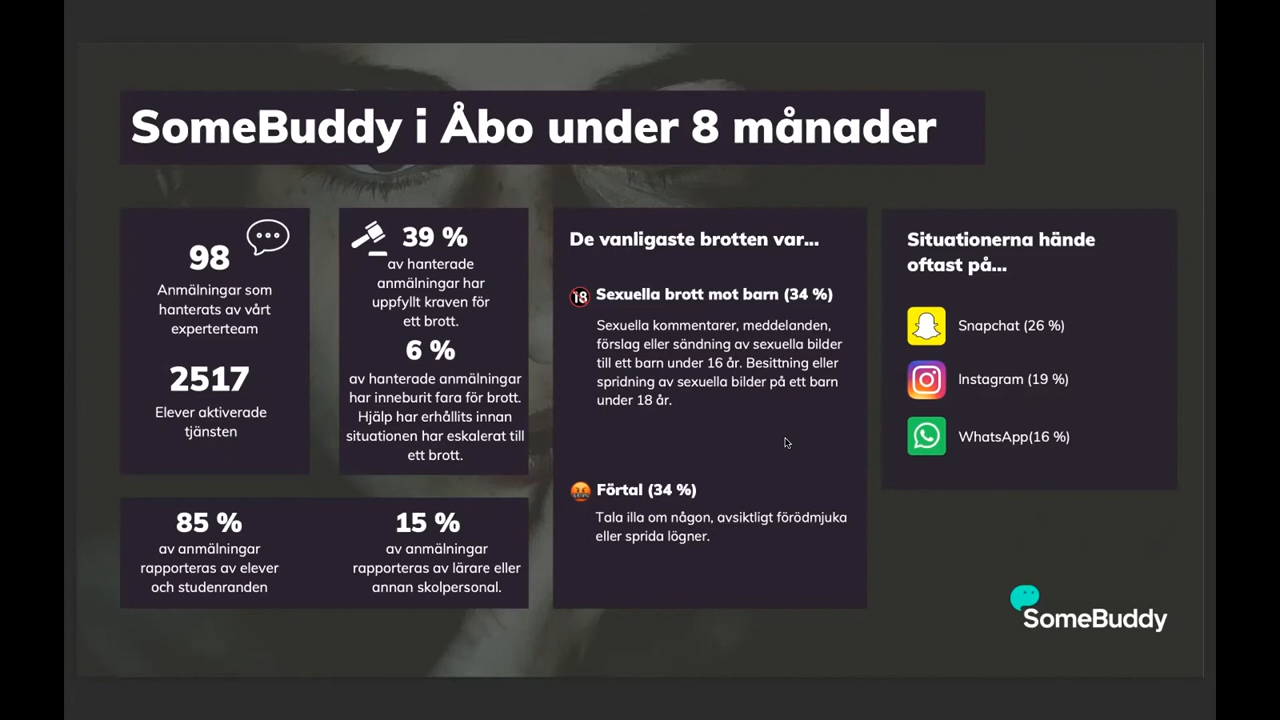 SomeBuddy i Åbo under 8 månader
98
Anmälningar som
hanterats av vårt
experterteam
2517
Elever aktiverade
tjänsten
39 %
av hanterade
anmälningar har
uppfyllt kraven för
ett brott.
6 %
av hanterade anmälningar
har inneburit fara för brott.
Hjälp har erhållits innan
situationen har eskalerat till
ett brott.
85 %
av anmälningar
rapporteras av elever
och studenranden
15 %
av anmälningar
rapporteras av lärare eller
annan skolpersonal.
De vanligaste brotten var...
18
Sexuella brott mot barn (34 %)
Sexuella kommentarer, meddelanden,
förslag eller sändning av sexuella bilder
till ett barn under 16 år. Besittning eller
spridning av sexuella bilder på ett barn
under 18 år.
Förtal (34 %)
Tala illa om någon, avsiktligt förödmjuka
eller sprida lögner.
Situationerna hände
oftast på...
Snapchat (26 %)
Instagram (19 %)
WhatsApp(16 %)
SomeBuddy